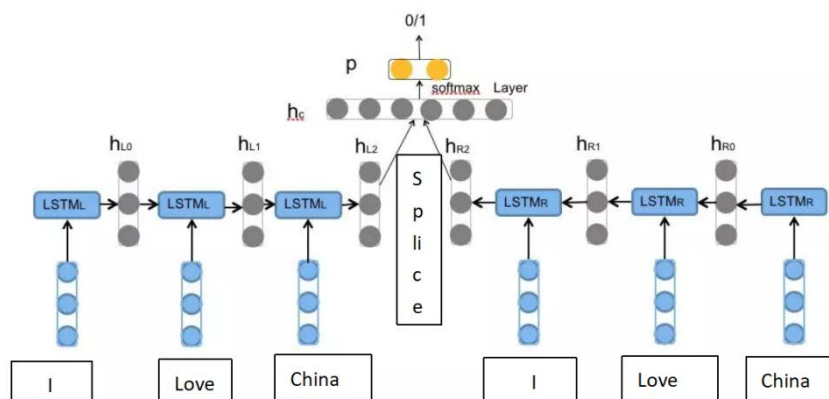 0/1
p
softmax Layer
hc
hL0 hL1 hL2 hR2 hR1 hR0
Splice
LSTML LSTML LSTML LSTMR LSTMR LSTMR
I Love China I Love China